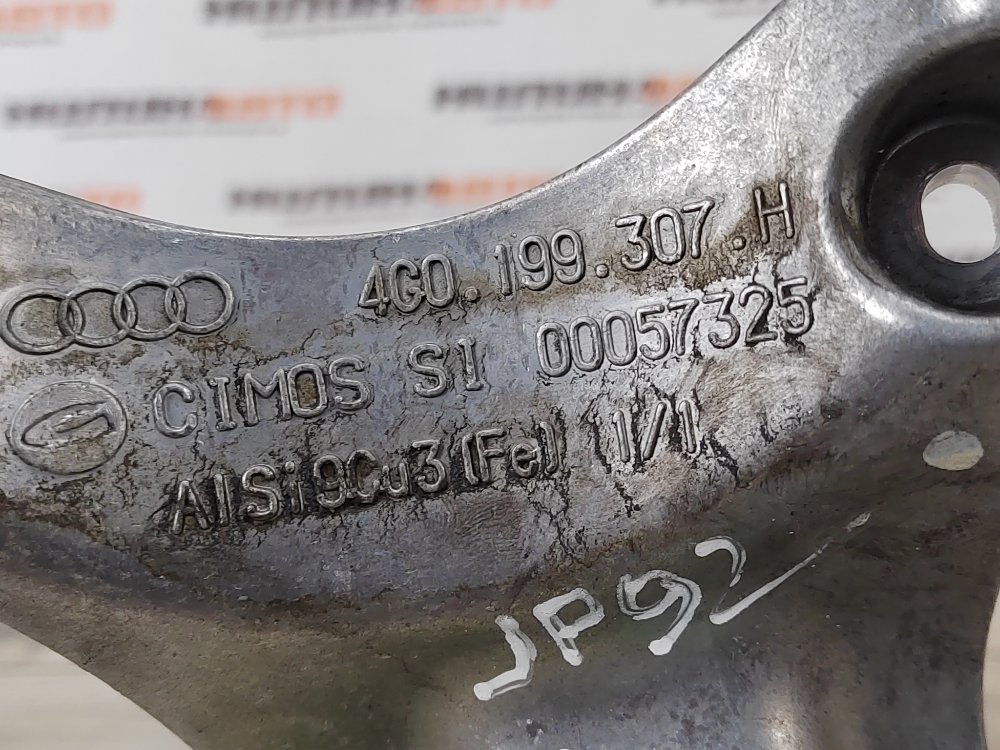 4G0.199.307.H
CIMOS SI 00057325
AlSi9Cu3(Fe) 1/1
JP92